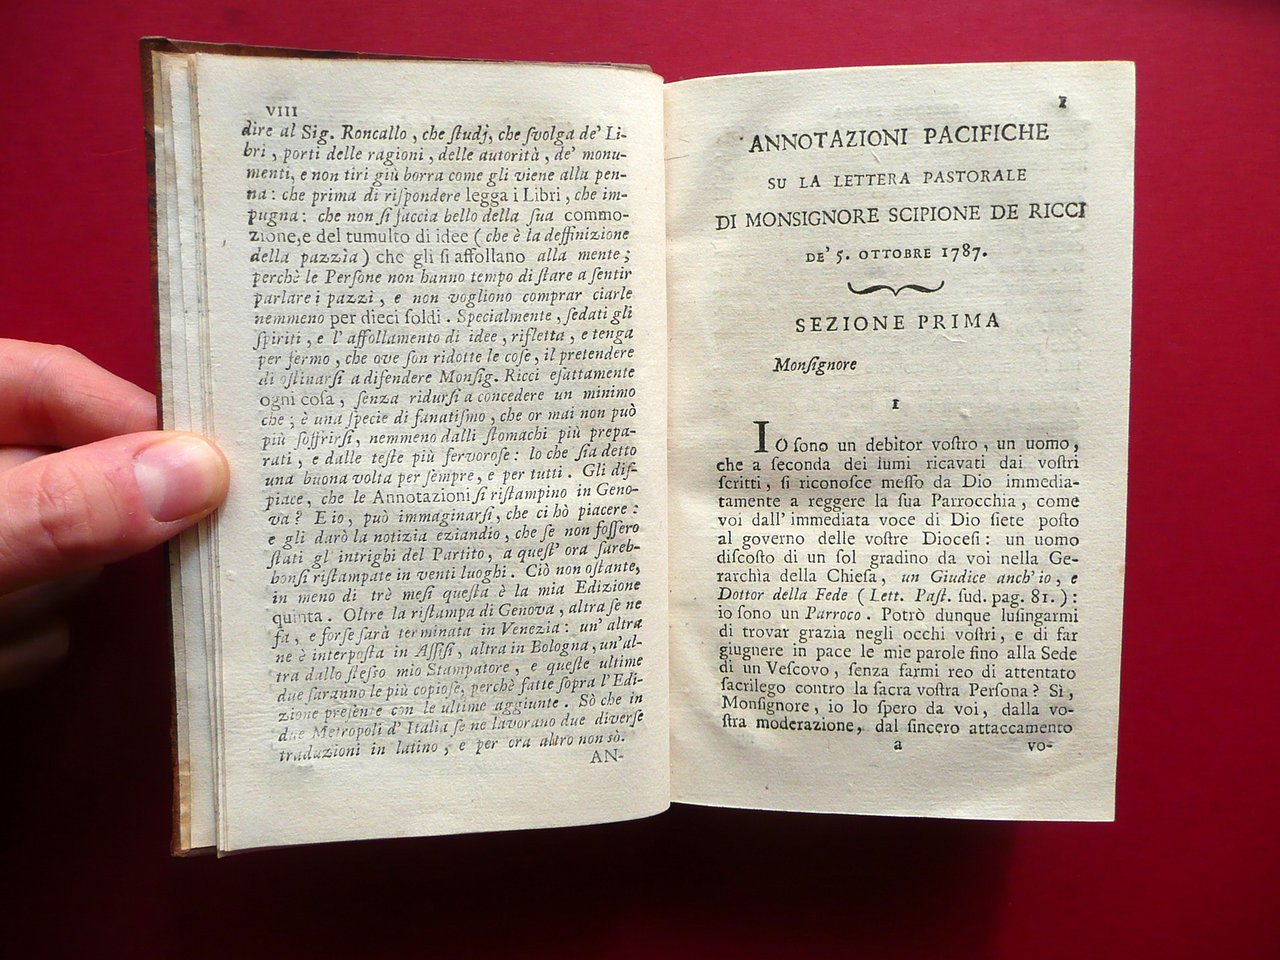 VIII
dire al Sig. Roncallo, che ſtudj, che ſvolga de' Li-
bri, porti delle ragioni, delle autorità, de' monu-
menti, e non tiri giù borra come gli viene alla pen-
na: che prima di riſpondere legga i Libri, che im-
pugna: che non ſi faccia bello della ſua commo-
zione, e del tumulto di idee (che è la deffinizione
della pazzìa) che gli ſi affollano alla mente;
perchè le Perſone non hanno tempo di ſtare a ſentir
parlare i pazzi, e non vogliono comprar ciarle
nemmeno per dieci ſoldi. Specialmente, ſedati gli
ſpiriti, e l' affollamento di idee, rifletta, e tenga
per fermo, che ove ſon ridotte le coſe, il pretendere
di oſtinarſi a difendere Monſig. Ricci eſattamente
ogni coſa, ſenza ridurſi a concedere un minimo
che; è una ſpecie di fanatiſmo, che or mai non può
più ſoffrirſi, nemmeno dalli ſtomachi più prepa-
rati, e dalle teſte più fervoroſe: lo che ſia detto
una buona volta per ſempre, e per tutti. Gli diſ-
piace, che le Annotazioni ſi riſtampino in Geno-
va? E io, può immaginarſi, che ci hò piacere:
e gli darò la notizia eziandio, che ſe non foſſero
ſtati gl' intrighi del Partito, a queſt' ora ſareb-
bonſi riſtampate in venti luoghi. Ciò non oſtante,
in meno di trè meſi queſta è la mia Edizione
quinta. Oltre la riſtampa di Genova, altra ſe ne
fa, e forſe ſarà terminata in Venezia: un' altra
ne è interpoſta in Aſſiſi, altra in Bologna, un' al-
tra dallo ſteſſo mio Stampatore, e queſte ultime
due ſaranno le più copioſe, perchè fatte ſopra l' Edi-
zione preſente con le ultime aggiunte. Sò che in
due Metropoli d' Italia ſe ne lavorano due diverſe
traduzioni in latino, e per ora altro non sò.
AN-
1
ANNOTAZIONI PACIFICHE
SU LA LETTERA PASTORALE
DI MONSIGNORE SCIPIONE DE RICCI
DE' 5. OTTOBRE 1787.
SEZIONE PRIMA
Monſignore
I
IO ſono un debitor voſtro, un uomo,
che a ſeconda dei lumi ricavati dai voſtri
ſcritti, ſi riconoſce meſſo da Dio immedia-
tamente a reggere la ſua Parrocchia, come
voi dall' immediata voce di Dio ſiete poſto
al governo delle voſtre Dioceſi: un uomo
diſcoſto di un ſol gradino da voi nella Ge-
rarchìa della Chieſa, un Giudice anch' io, e
Dottor della Fede (Lett. Paſt. ſud. pag. 81.):
io ſono un Parroco. Potrò dunque luſingarmi
di trovar grazia negli occhi voſtri, e di far
giugnere in pace le mie parole fino alla Sede
di un Veſcovo, ſenza farmi reo di attentato
ſacrilego contro la ſacra voſtra Perſona? Sì,
Monſignore, io lo ſpero da voi, dalla vo-
ſtra moderazione, dal ſincero attaccamento
a vo-